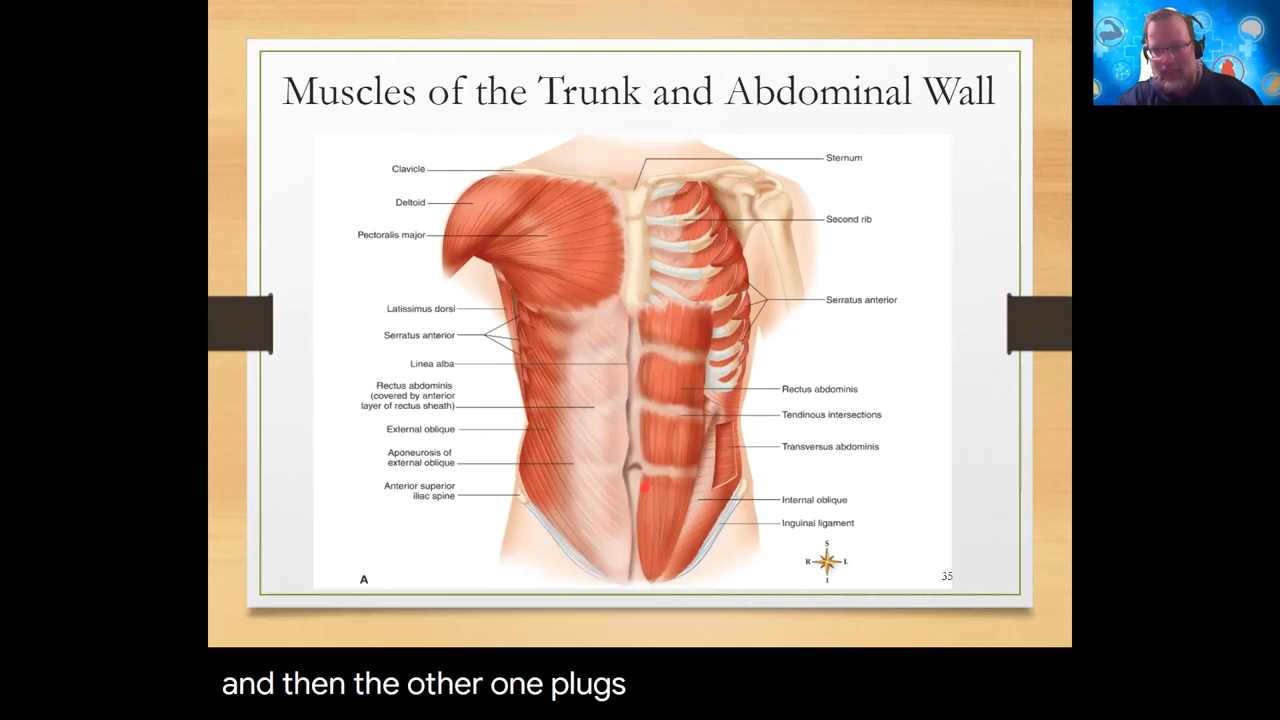 Muscles of the Trunk and Abdominal Wall
Clavicle
Deltoid
Pectoralis major
Latissimus dorsi
Serratus anterior
Linea alba
Rectus abdominis
(covered by anterior
layer of rectus sheath)
External oblique
Aponeurosis of
external oblique
Anterior superior
iliac spine
Sternum
Second rib
Serratus anterior
Rectus abdominis
Tendinous intersections
Transversus abdominis
Internal oblique
Inguinal ligament
S
R L
I
A
35
and then the other one plugs